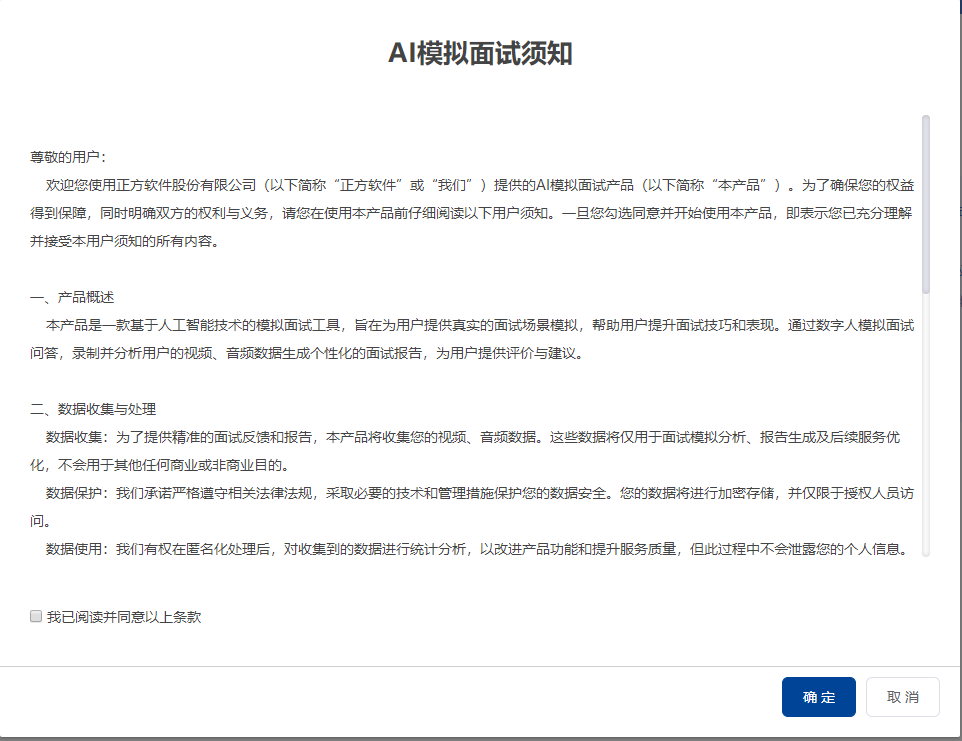 AI模拟面试须知
尊敬的用户：
欢迎您使用正方软件股份有限公司（以下简称“正方软件”或“我们”）提供的AI模拟面试产品（以下简称“本产品”）。为了确保您的权益
得到保障，同时明确双方的权利与义务，请您在使用本产品前仔细阅读以下用户须知。一旦您勾选同意并开始使用本产品，即表示您已充分理解
并接受本用户须知的所有内容。
一、产品概述
本产品是一款基于人工智能技术的模拟面试工具，旨在为用户提供真实的面试场景模拟，帮助用户提升面试技巧和表现。通过数字人模拟面试
问答，录制并分析用户的视频、音频数据生成个性化的面试报告，为用户提供评价与建议。
二、数据收集与处理
数据收集：为了提供精准的面试反馈和报告，本产品将收集您的视频、音频数据。这些数据将仅用于面试模拟分析、报告生成及后续服务优
化，不会用于其他任何商业或非商业目的。
数据保护：我们承诺严格遵守相关法律法规，采取必要的技术和管理措施保护您的数据安全。您的数据将进行加密存储，并仅限于授权人员访
问。
数据使用：我们有权在匿名化处理后，对收集到的数据进行统计分析，以改进产品功能和提升服务质量，但此过程中不会泄露您的个人信息。
我已阅读并同意以上条款
确 定
取 消